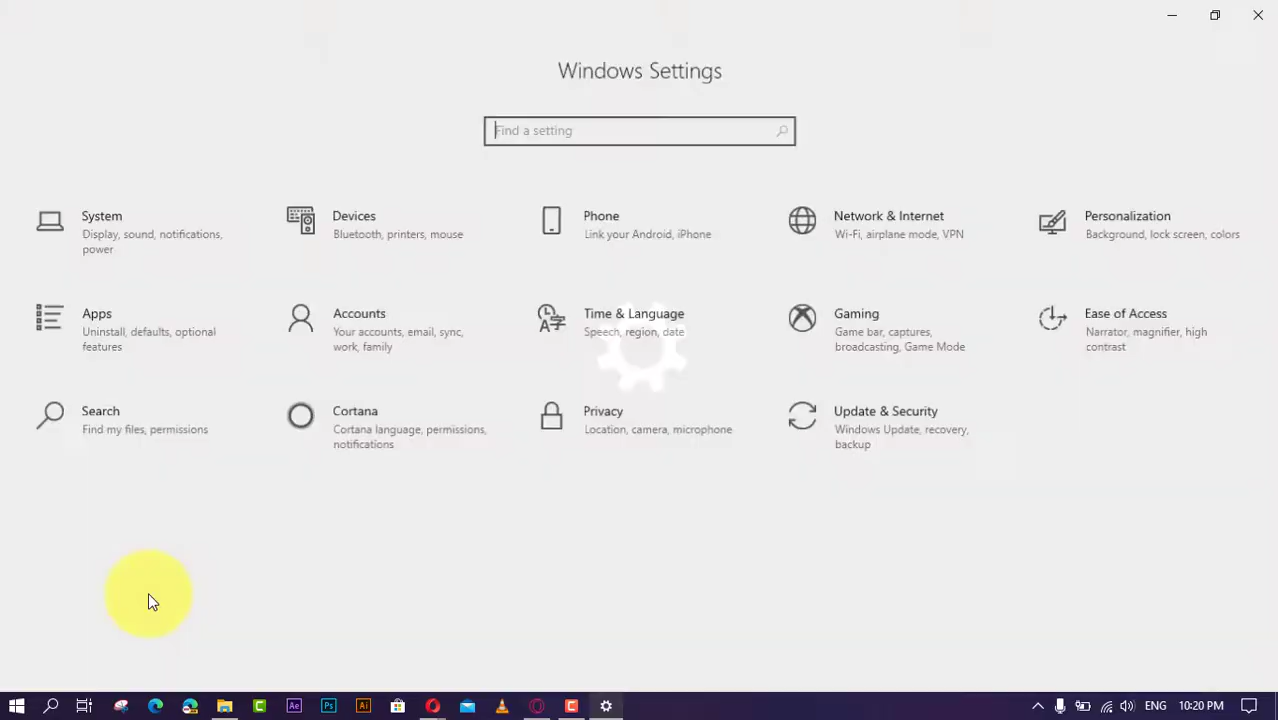 Windows Settings
Find a setting
System
Display, sound, notifications,
power
Devices
Bluetooth, printers, mouse
Phone
Link your Android, iPhone
Network & Internet
Wi-Fi, airplane mode, VPN
Personalization
Background, lock screen, colors
Apps
Uninstall, defaults, optional
features
Accounts
Your accounts, email, sync,
work, family
Time & Language
Speech, region, date
Gaming
Game bar, captures,
broadcasting, Game Mode
Ease of Access
Narrator, magnifier, high
contrast
Search
Find my files, permissions
Cortana
Cortana language, permissions,
notifications
Privacy
Location, camera, microphone
Update & Security
Windows Update, recovery,
backup
Ae
Ps
Ai
ENG
10:20 PM